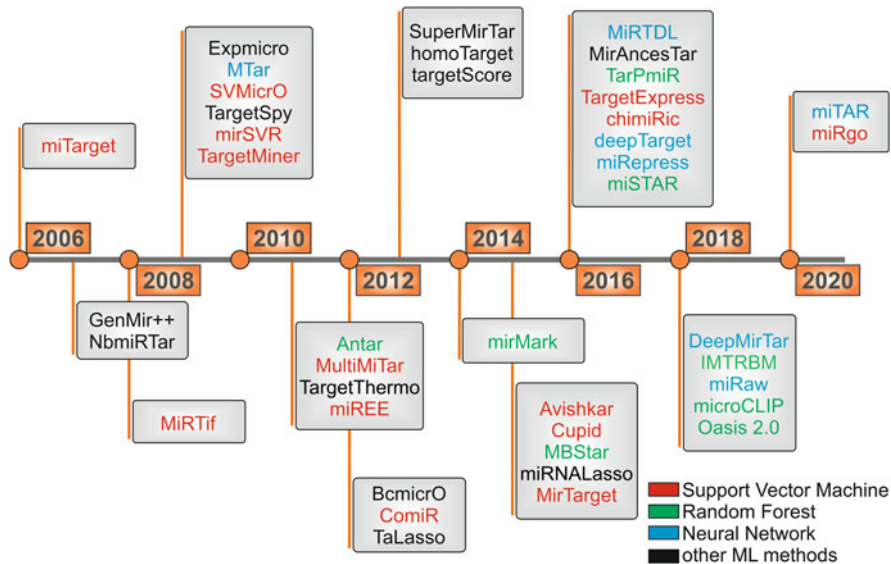 Expmicro
MTar
SVMicrO
TargetSpy
mirSVR
TargetMiner
SuperMirTar
homoTarget
targetScore
MiRTDL
MirAncesTar
TarPmiR
TargetExpress
chimiRic
deepTarget
miRepress
miSTAR
miTAR
miRgo
miTarget
2006
2010
2014
2018
2008
2012
2016
2020
GenMir++
NbmiRTar
MiRTif
Antar
MultiMiTar
TargetThermo
miREE
BcmicrO
ComiR
TaLasso
mirMark
Avishkar
Cupid
MBStar
miRNALasso
MirTarget
DeepMirTar
IMTRBM
miRaw
microCLIP
Oasis 2.0
Support Vector Machine
Random Forest
Neural Network
other ML methods